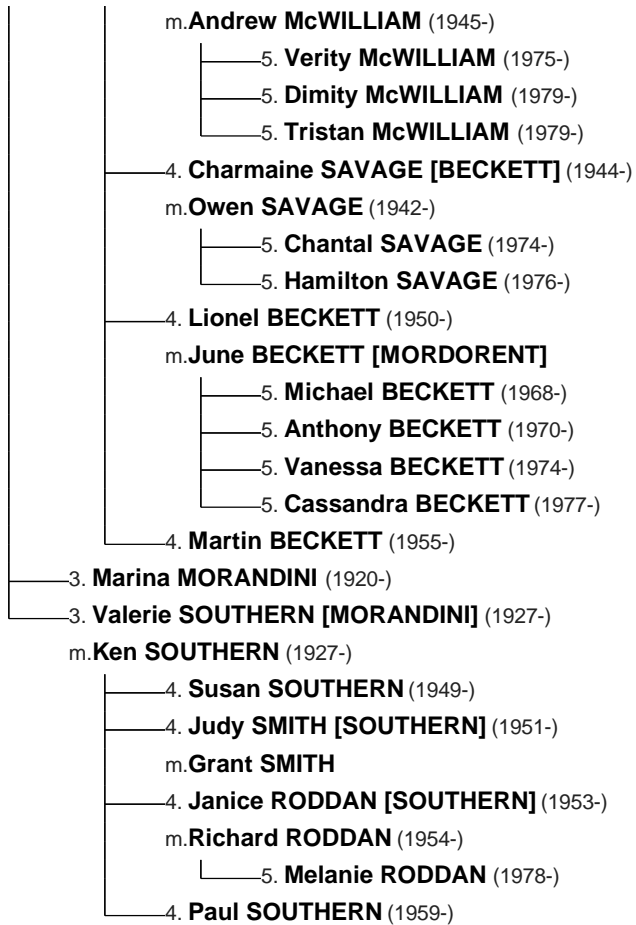 m.Andrew McWILLIAM (1945-)
5. Verity McWILLIAM (1975-)
5. Dimity McWILLIAM (1979-)
5. Tristan McWILLIAM (1979-)
4. Charmaine SAVAGE [BECKETT] (1944-)
m.Owen SAVAGE (1942-)
5. Chantal SAVAGE (1974-)
5. Hamilton SAVAGE (1976-)
4. Lionel BECKETT (1950-)
m.June BECKETT [MORDORENT]
5. Michael BECKETT (1968-)
5. Anthony BECKETT (1970-)
5. Vanessa BECKETT (1974-)
5. Cassandra BECKETT (1977-)
4. Martin BECKETT (1955-)
3. Marina MORANDINI (1920-)
3. Valerie SOUTHERN [MORANDINI] (1927-)
m.Ken SOUTHERN (1927-)
4. Susan SOUTHERN (1949-)
4. Judy SMITH [SOUTHERN] (1951-)
m.Grant SMITH
4. Janice RODDAN [SOUTHERN] (1953-)
m.Richard RODDAN (1954-)
5. Melanie RODDAN (1978-)
4. Paul SOUTHERN (1959-)